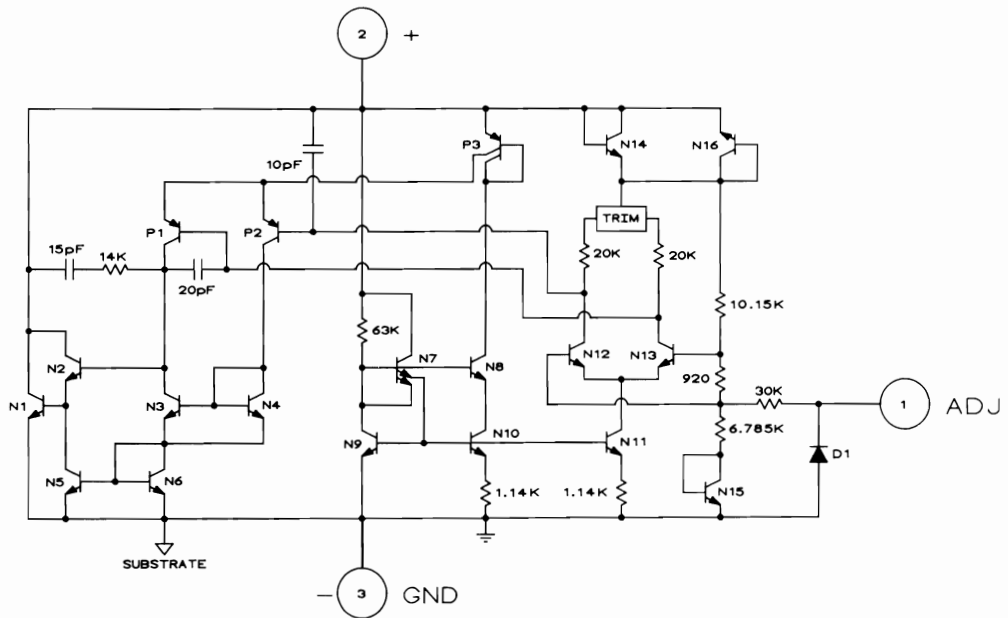 2 +
P3
N14
N16
10pF
P1
P2
TRIM
15pF
14K
20K
20K
20pF
10.15K
63K
N7
N2
N8
N12
N13
920
30K
1 ADJ
N1
N3
N4
6.785K
N9
N10
N11
D1
N5
N6
N15
1.14K
1.14K
SUBSTRATE
- 3 GND